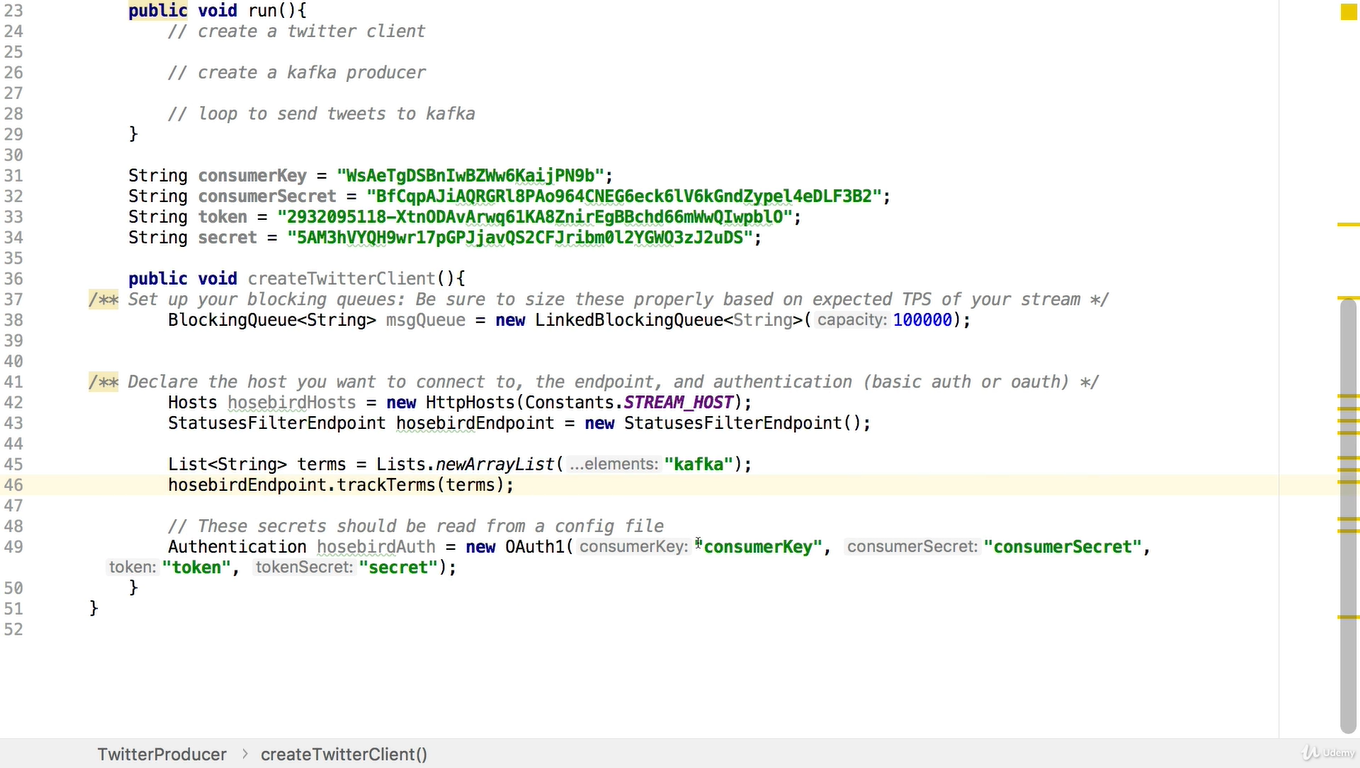 23 public void run(){
24 // create a twitter client
25
26 // create a kafka producer
27
28 // loop to send tweets to kafka
29 }
30
31 String consumerKey = "WsAeTgDSBnIwBZWw6KaijPN9b";
32 String consumerSecret = "BfCqpAJiAQRGRl8PAo964CNEG6eck6lV6kGndZypel4eDLF3B2";
33 String token = "2932095118-XtnODAvArwq61KA8ZnirEgBBchd66mWwQIwpblO";
34 String secret = "5AM3hVYQH9wr17pGPJjavQS2CFJribm0l2YGWO3zJ2uDS";
35
36 public void createTwitterClient(){
37 /** Set up your blocking queues: Be sure to size these properly based on expected TPS of your stream */
38 BlockingQueue<String> msgQueue = new LinkedBlockingQueue<String>( capacity: 100000);
39
40
41 /** Declare the host you want to connect to, the endpoint, and authentication (basic auth or oauth) */
42 Hosts hosebirdHosts = new HttpHosts(Constants.STREAM_HOST);
43 StatusesFilterEndpoint hosebirdEndpoint = new StatusesFilterEndpoint();
44
45 List<String> terms = Lists.newArrayList( ...elements: "kafka");
46 hosebirdEndpoint.trackTerms(terms);
47
48 // These secrets should be read from a config file
49 Authentication hosebirdAuth = new OAuth1( consumerKey: "consumerKey", consumerSecret: "consumerSecret",
token: "token", tokenSecret: "secret");
50 }
51 }
52
TwitterProducer > createTwitterClient()
Udemy